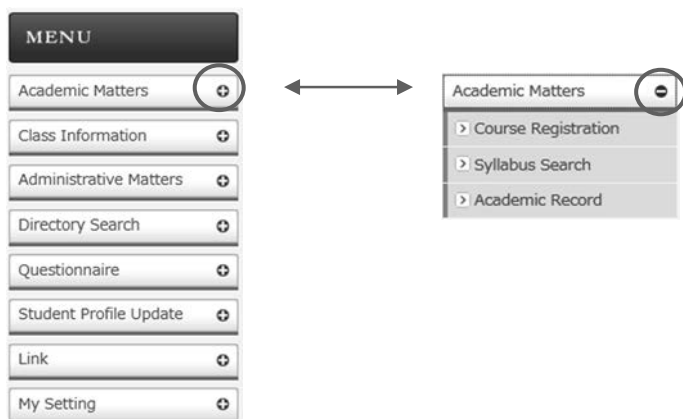 MENU
Academic Matters
Class Information
Administrative Matters
Directory Search
Questionnaire
Student Profile Update
Link
My Setting
Academic Matters
Course Registration
Syllabus Search
Academic Record